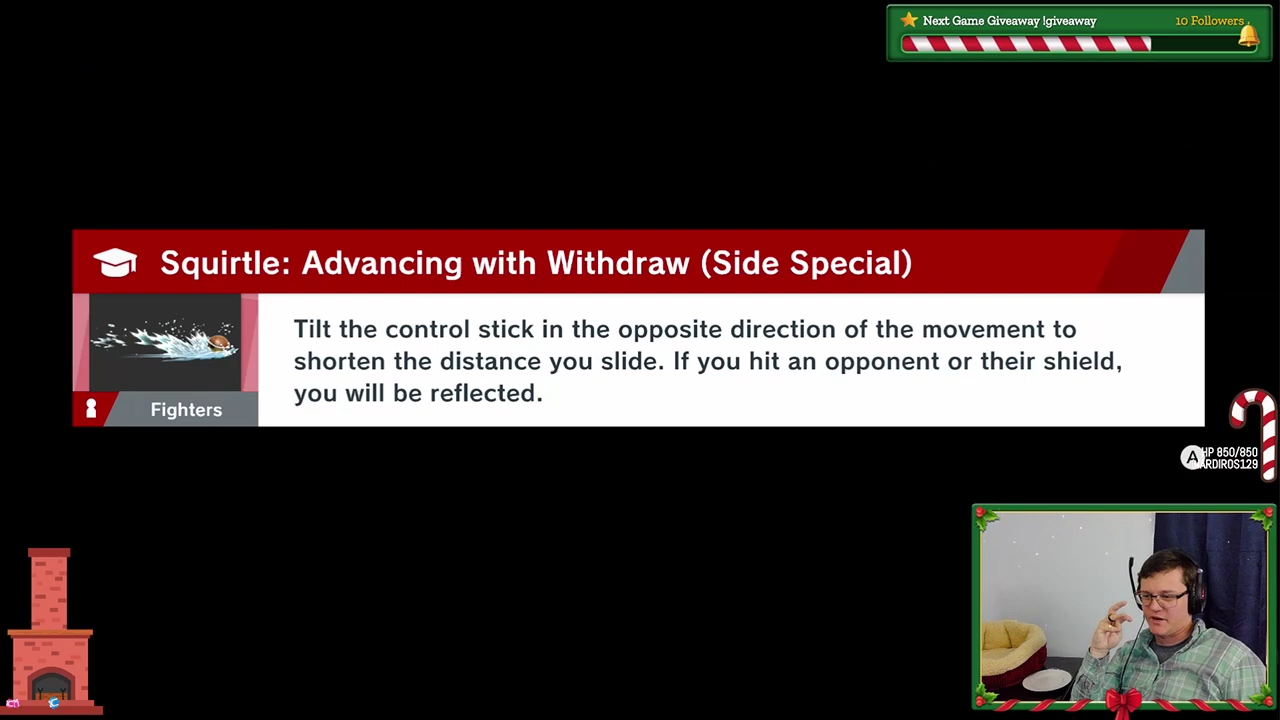 Next Game Giveaway !giveaway
10 Followers
Squirtle: Advancing with Withdraw (Side Special)
Tilt the control stick in the opposite direction of the movement to
shorten the distance you slide. If you hit an opponent or their shield,
you will be reflected.
Fighters
A
HP 850/850